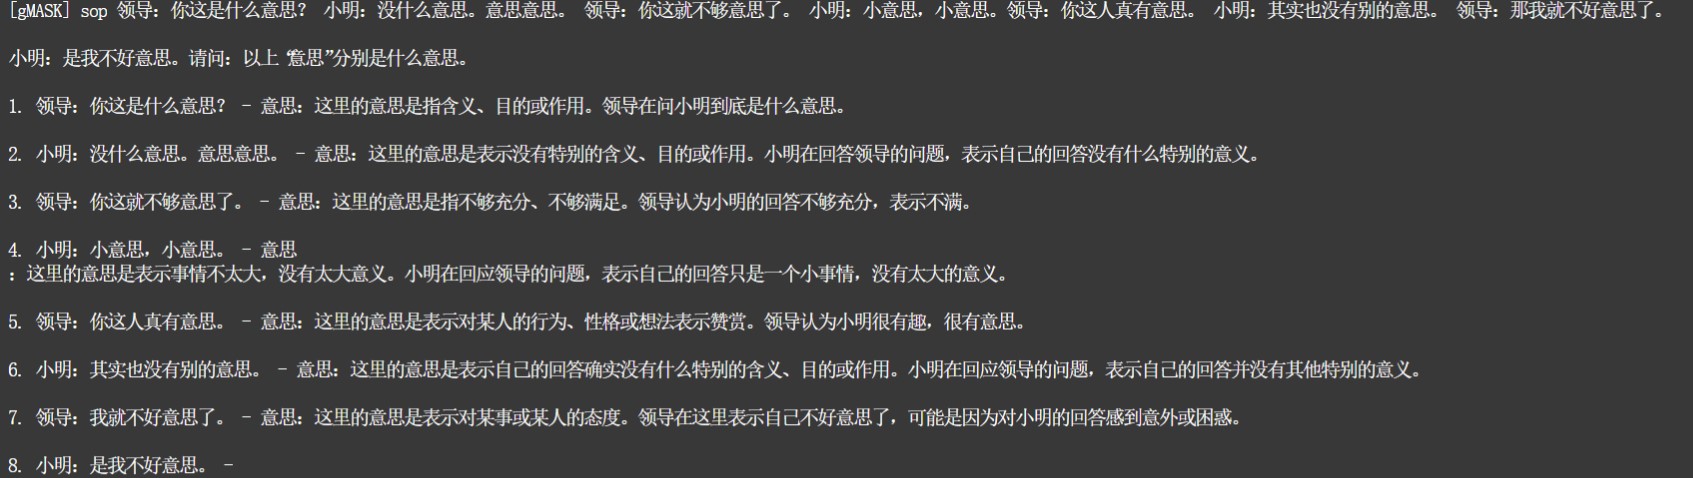 [gMASK] sop 领导：你这是什么意思？ 小明：没什么意思。意思意思。 领导：你这就不够意思了。 小明：小意思，小意思。领导：你这人真有意思。 小明：其实也没有别的意思。 领导：那我就不好意思了。
小明：是我不好意思。请问：以上“意思”分别是什么意思。
1. 领导：你这是什么意思？ - 意思：这里的意思是指含义、目的或作用。领导在问小明到底是什么意思。
2. 小明：没什么意思。意思意思。 - 意思：这里的意思是表示没有特别的含义、目的或作用。小明在回答领导的问题，表示自己的回答没有什么特别的意义。
3. 领导：你这就不够意思了。 - 意思：这里的意思是指不够充分、不够满足。领导认为小明的回答不够充分，表示不满。
4. 小明：小意思，小意思。 - 意思
：这里的意思是表示事情不太大，没有太大意义。小明在回应领导的问题，表示自己的回答只是一个小事情，没有太大的意义。
5. 领导：你这人真有意思。 - 意思：这里的意思是表示对某人的行为、性格或想法表示赞赏。领导认为小明很有趣，很有意思。
6. 小明：其实也没有别的意思。 - 意思：这里的意思是表示自己的回答确实没有什么特别的含义、目的或作用。小明在回应领导的问题，表示自己的回答并没有其他特别的意义。
7. 领导：我就不好意思了。 - 意思：这里的意思是表示对某事或某人的态度。领导在这里表示自己不好意思了，可能是因为对小明的回答感到意外或困惑。
8. 小明：是我不好意思。 -